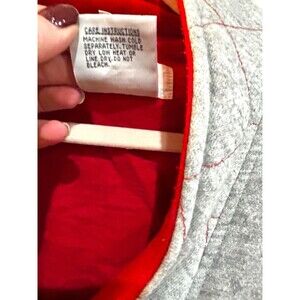 CARE INSTRUCTIONS
MACHINE WASH COLD
SEPARATELY. TUMBLE
DRY LOW HEAT OR
LINE DRY. DO NOT
BLEACH.